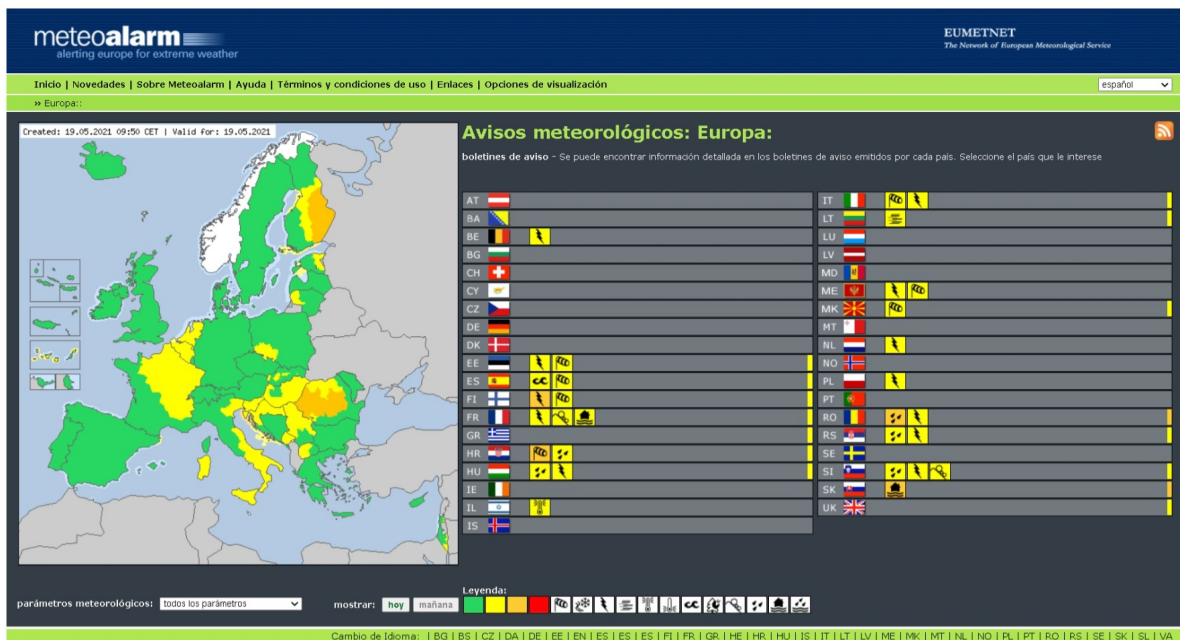 meteoalarm
alerting europe for extreme weather
EUMETNET
The Network of European Meteorological Service
Inicio | Novedades | Sobre Meteoalarm | Ayuda | Términos y condiciones de uso | Enlaces | Opciones de visualización
español
» Europa::
Created: 19.05.2021 09:50 CET | Valid for: 19.05.2021
Avisos meteorológicos: Europa:
boletines de aviso - Se puede encontrar información detallada en los boletines de aviso emitidos por cada país. Seleccione el país que le interese
AT
BA
BE
BG
CH
CY
CZ
DE
DK
EE
ES
FI
FR
GR
HR
HU
IE
IL
IS
IT
LT
LU
LV
MD
ME
MK
MT
NL
NO
PL
PT
RO
RS
SE
SI
SK
UK
Leyenda:
parámetros meteorológicos: todos los parámetros
mostrar: hoy mañana
Cambio de Idioma: | BG | BS | CZ | DA | DE | EE | EN | ES | ES | ES | FI | FR | GR | HE | HR | HU | IS | IT | LT | LV | ME | MK | MT | NL | NO | PL | PT | RO | RS | SE | SK | SL | VA